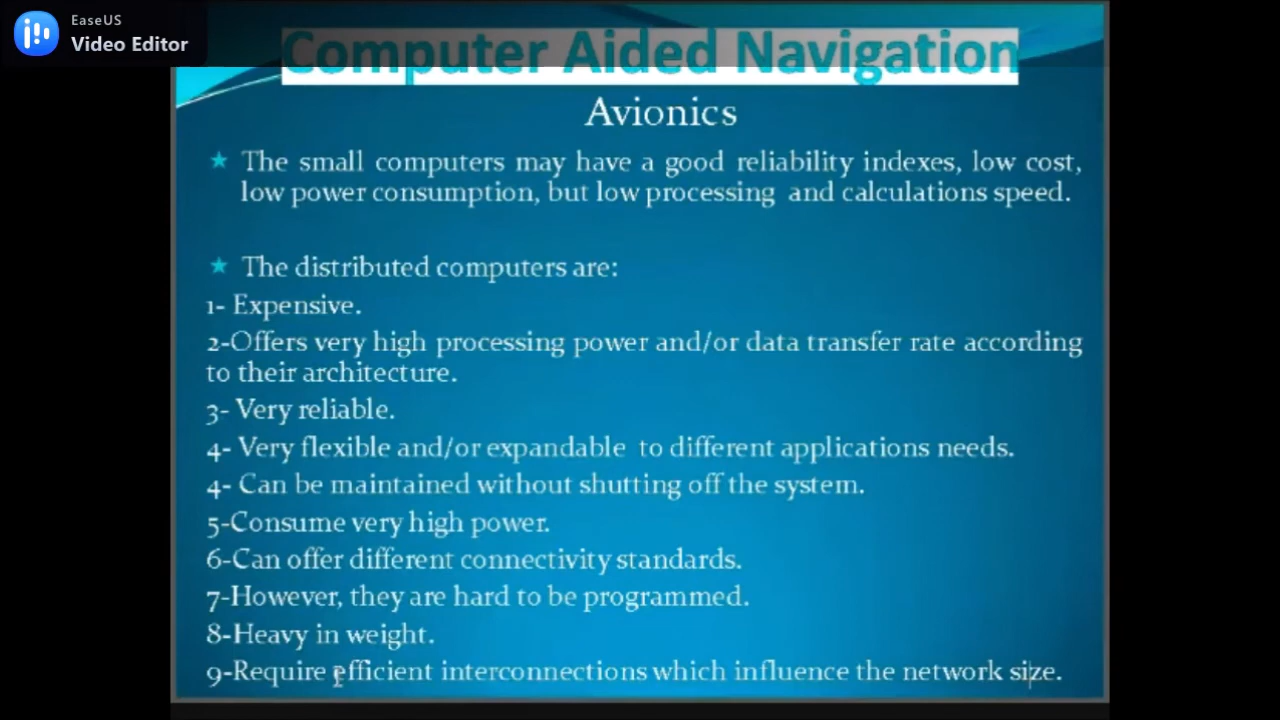 EaseUS
Video Editor
Computer Aided Navigation
Avionics
The small computers may have a good reliability indexes, low cost,
low power consumption, but low processing and calculations speed.
The distributed computers are:
1- Expensive.
2-Offers very high processing power and/or data transfer rate according
to their architecture.
3- Very reliable.
4- Very flexible and/or expandable to different applications needs.
4- Can be maintained without shutting off the system.
5-Consume very high power.
6-Can offer different connectivity standards.
7-However, they are hard to be programmed.
8-Heavy in weight.
9-Require efficient interconnections which influence the network size.